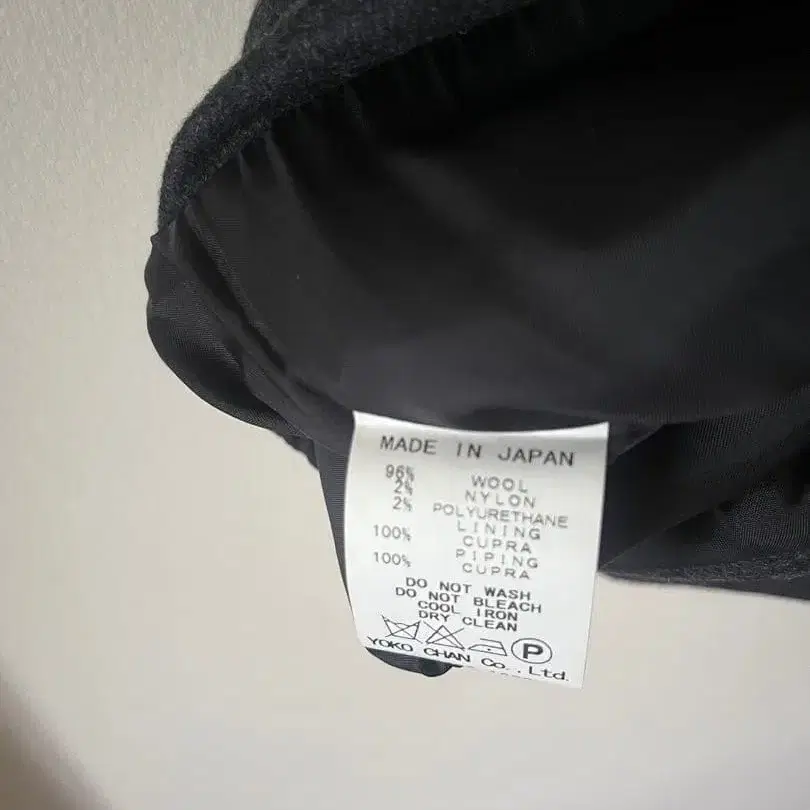 MADE IN JAPAN
96% WOOL
2% NYLON
2% POLYURETHANE
LINING
100% CUPRA
PIPING
100% CUPRA
DO NOT WASH
DO NOT BLEACH
COOL IRON
DRY CLEAN
P
YOKO CHAN Co.,Ltd.